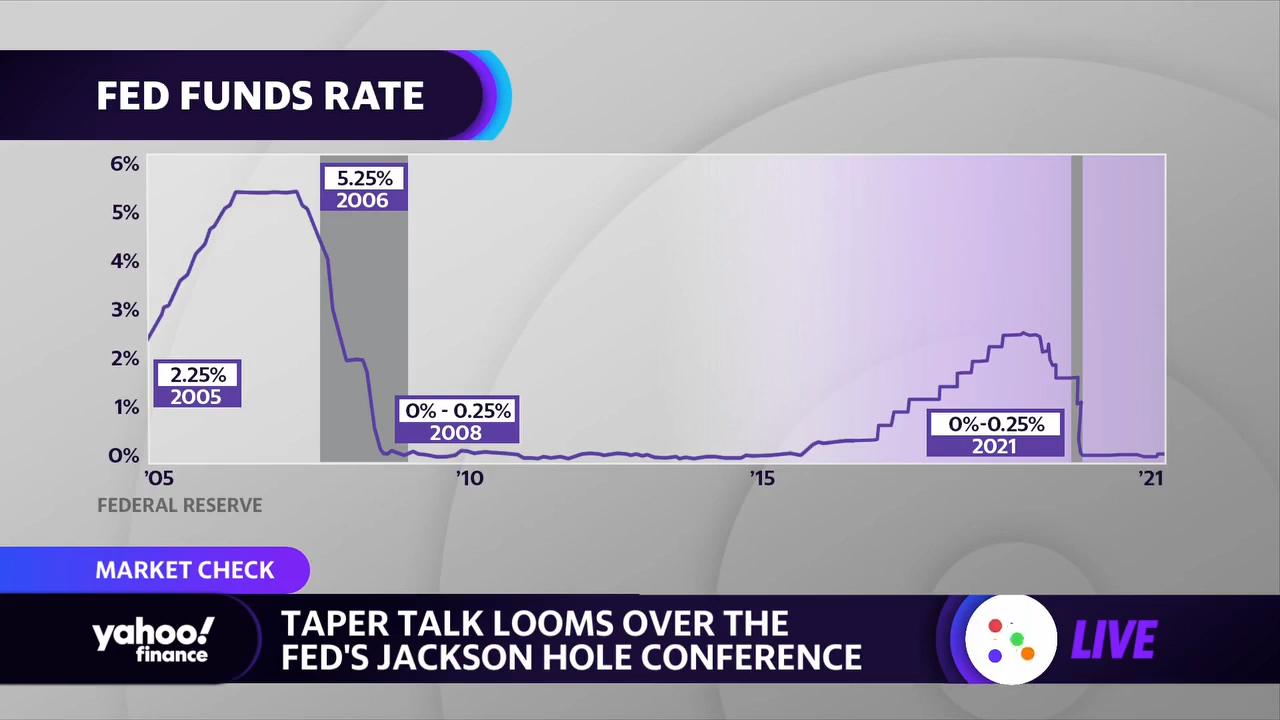 FED FUNDS RATE
6%
5%
4%
3%
2%
1%
0%
5.25%
2006
2.25%
2005
0% - 0.25%
2008
0%-0.25%
2021
’05
’10
’15
’21
FEDERAL RESERVE
MARKET CHECK
yahoo!
finance
TAPER TALK LOOMS OVER THE
FED'S JACKSON HOLE CONFERENCE
LIVE